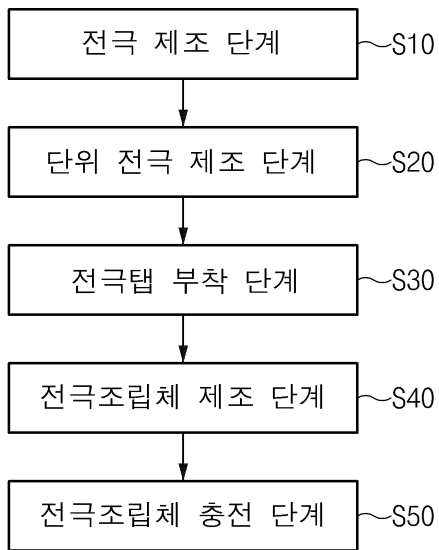 전극 제조 단계 S10
단위 전극 제조 단계 S20
전극탭 부착 단계 S30
전극조립체 제조 단계 S40
전극조립체 충전 단계 S50